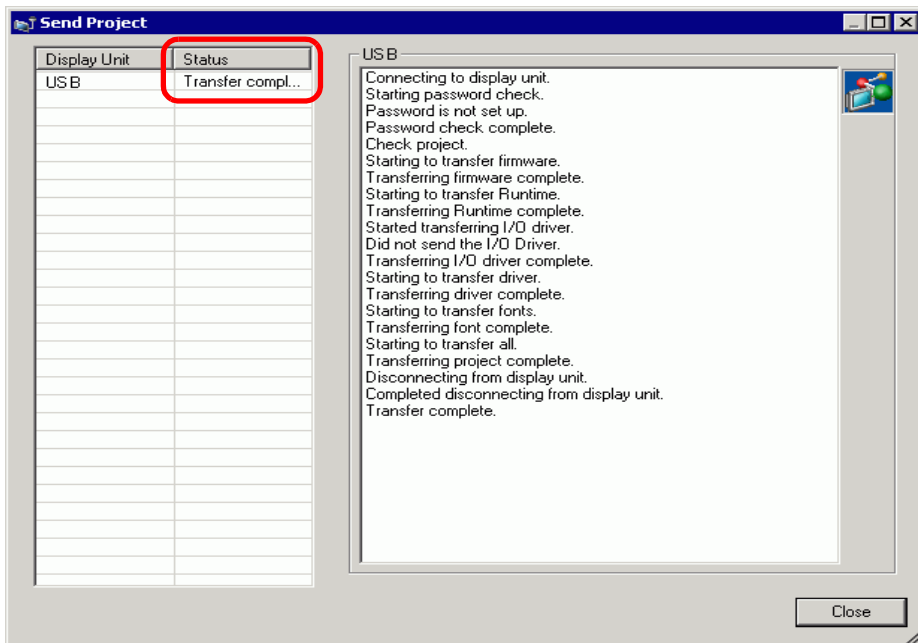 Send Project
Display Unit Status
USB Transfer compl...
USB
Connecting to display unit.
Starting password check.
Password is not set up.
Password check complete.
Check project.
Starting to transfer firmware.
Transferring firmware complete.
Starting to transfer Runtime.
Transferring Runtime complete.
Started transferring I/O driver.
Did not send the I/O Driver.
Transferring I/O driver complete.
Starting to transfer driver.
Transferring driver complete.
Starting to transfer fonts.
Transferring font complete.
Starting to transfer all.
Transferring project complete.
Disconnecting from display unit.
Completed disconnecting from display unit.
Transfer complete.
Close